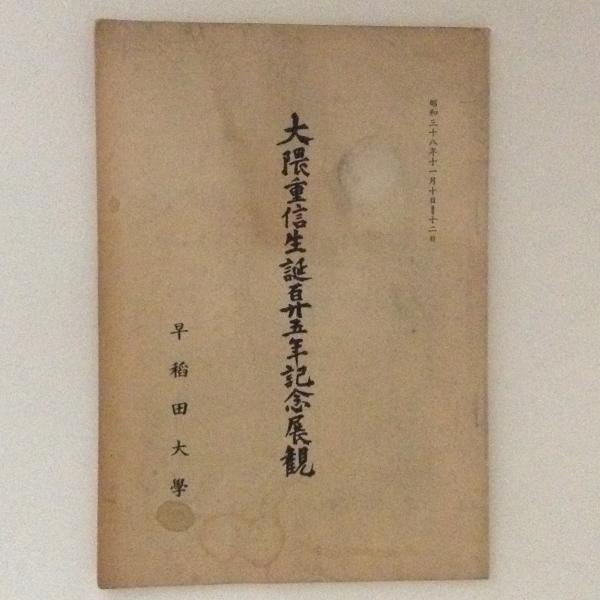 昭和三十八年十一月十日—十二日
大隈重信生誕百廿五年記念展観
早稲田大學